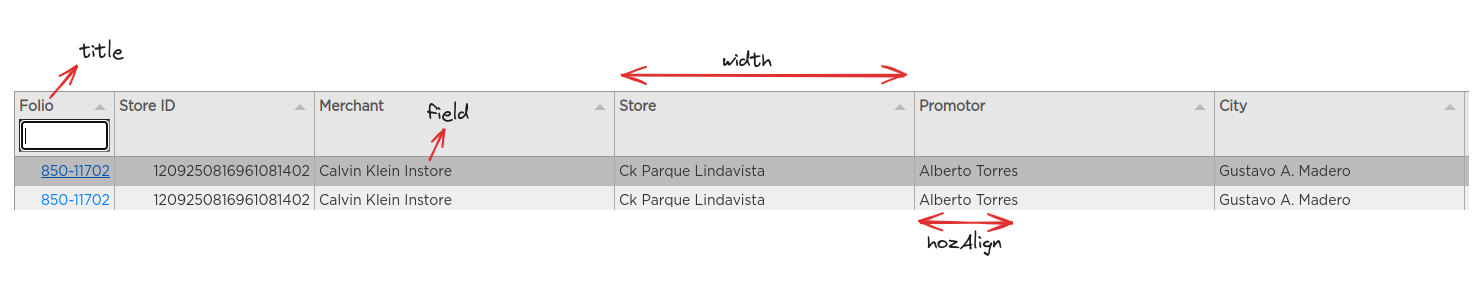 title
width
Folio Store ID Merchant Store Promotor City
field
850-11702 1209250816961081402 Calvin Klein Instore Ck Parque Lindavista Alberto Torres Gustavo A. Madero
850-11702 1209250816961081402 Calvin Klein Instore Ck Parque Lindavista Alberto Torres Gustavo A. Madero
hozAlign